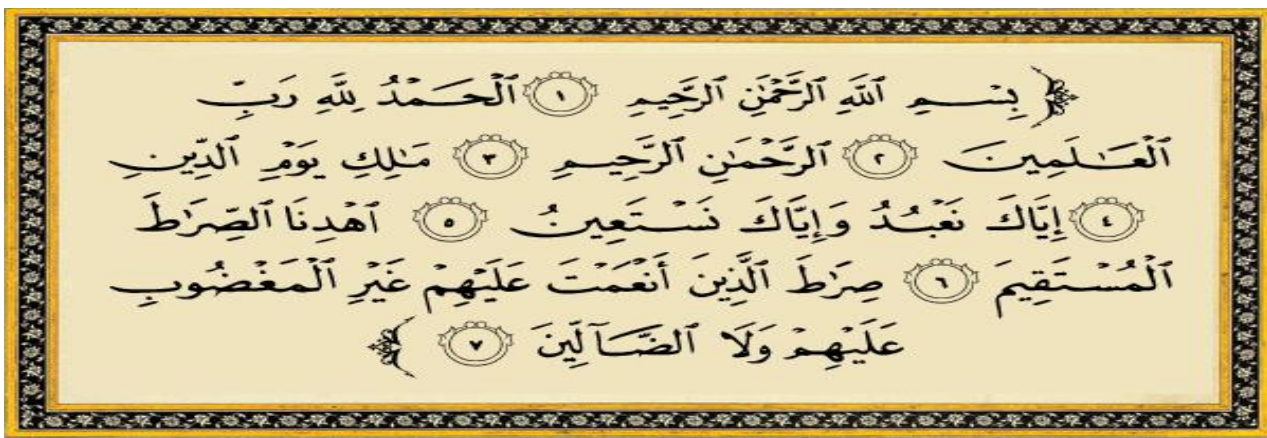 ﴿ بِسْمِ ٱللَّهِ ٱلرَّحْمَٰنِ ٱلرَّحِيمِ ١ ٱلْحَمْدُ لِلَّهِ رَبِّ
ٱلْعَٰلَمِينَ ٢ ٱلرَّحْمَٰنِ ٱلرَّحِيمِ ٣ مَٰلِكِ يَوْمِ ٱلدِّينِ
٤ إِيَّاكَ نَعْبُدُ وَإِيَّاكَ نَسْتَعِينُ ٥ ٱهْدِنَا ٱلصِّرَٰطَ
ٱلْمُسْتَقِيمَ ٦ صِرَٰطَ ٱلَّذِينَ أَنْعَمْتَ عَلَيْهِمْ غَيْرِ ٱلْمَغْضُوبِ
عَلَيْهِمْ وَلَا ٱلضَّآلِّينَ ٧ ﴾